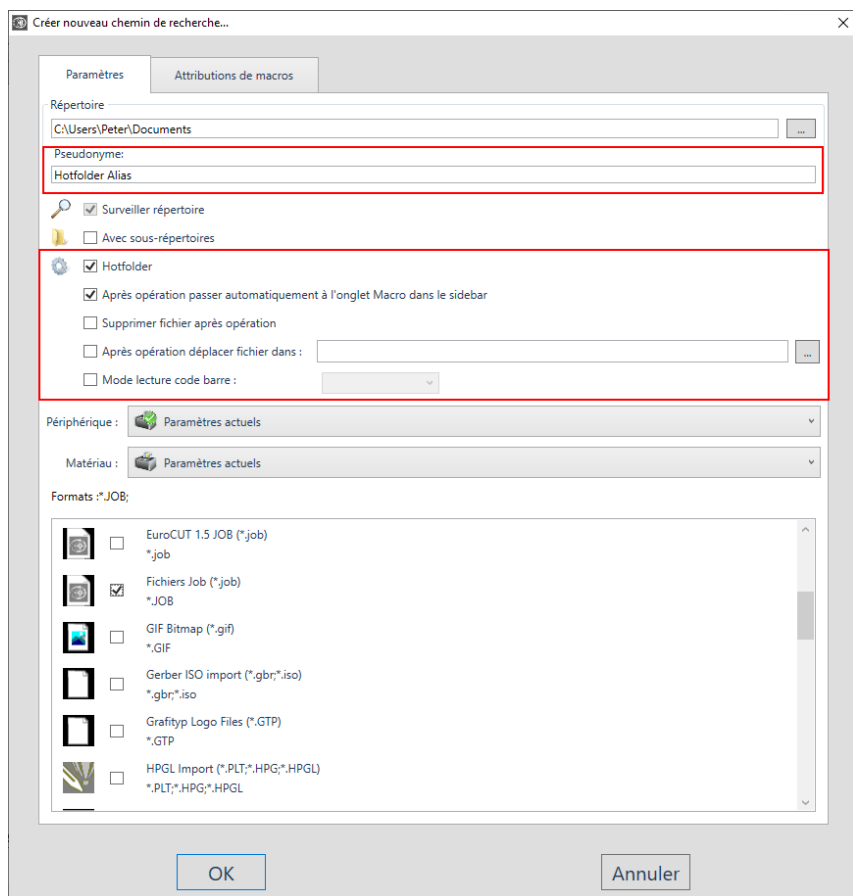 Créer nouveau chemin de recherche...
Paramètres
Attributions de macros
Répertoire
C:\Users\Peter\Documents
...
Pseudonyme:
Hotfolder Alias
Surveiller répertoire
Avec sous-répertoires
Hotfolder
Après opération passer automatiquement à l'onglet Macro dans le sidebar
Supprimer fichier après opération
Après opération déplacer fichier dans :
...
Mode lecture code barre :
Périphérique : Paramètres actuels
Matériau : Paramètres actuels
Formats :*.JOB;
EuroCUT 1.5 JOB (*.job)
*.job
Fichiers Job (*.job)
*.JOB
GIF Bitmap (*.gif)
*.GIF
Gerber ISO import (*.gbr;*.iso)
*.gbr;*.iso
Grafityp Logo Files (*.GTP)
*.GTP
HPGL Import (*.PLT;*.HPG;*.HPGL)
*.PLT;*.HPG;*.HPGL
OK
Annuler